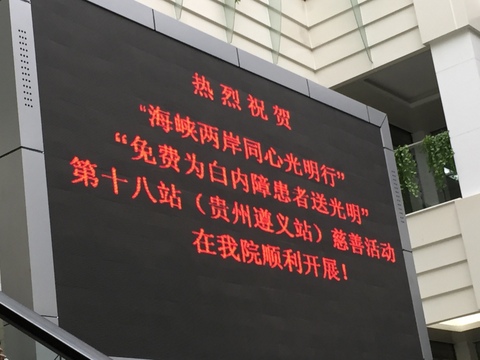 热烈祝贺
“海峡两岸同心光明行”
“免费为白内障患者送光明”
第十八站（贵州遵义站）慈善活动
在我院顺利开展！